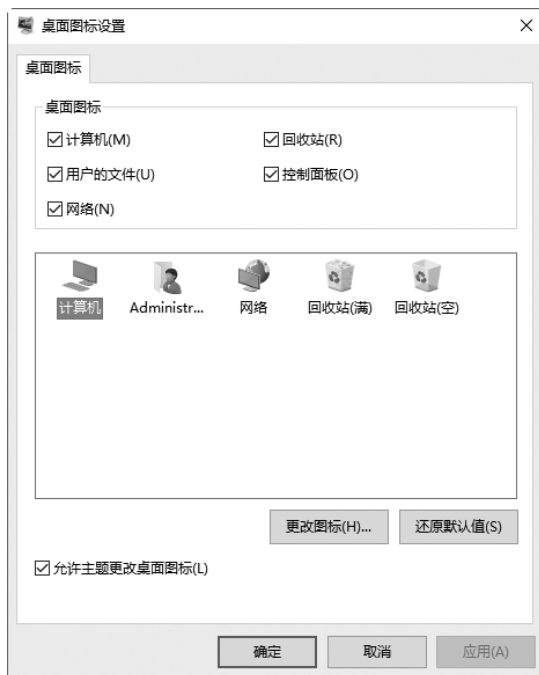 桌面图标设置
桌面图标
桌面图标
计算机(M) 回收站(R)
用户的文件(U) 控制面板(O)
网络(N)
计算机 Administr... 网络 回收站(满) 回收站(空)
更改图标(H)... 还原默认值(S)
允许主题更改桌面图标(L)
确定 取消 应用(A)